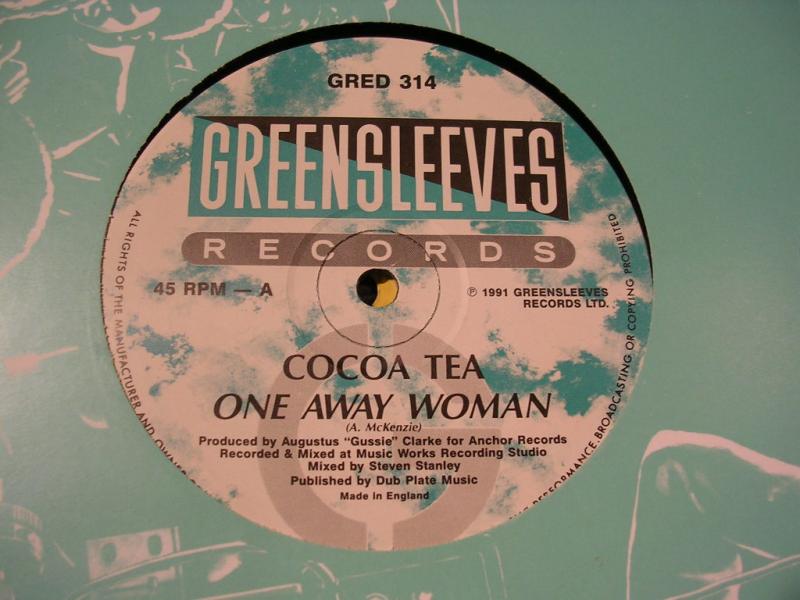 GRED 314
GREENSLEEVES
RECORDS
45 RPM — A
℗ 1991 GREENSLEEVES
RECORDS LTD.
COCOA TEA
ONE AWAY WOMAN
(A. McKenzie)
Produced by Augustus "Gussie" Clarke for Anchor Records
Recorded & Mixed at Music Works Recording Studio
Mixed by Steven Stanley
Published by Dub Plate Music
Made in England
ALL RIGHTS OF THE MANUFACTURER AND
PERFORMANCE. BROADCASTING OR COPYING PROHIBITED